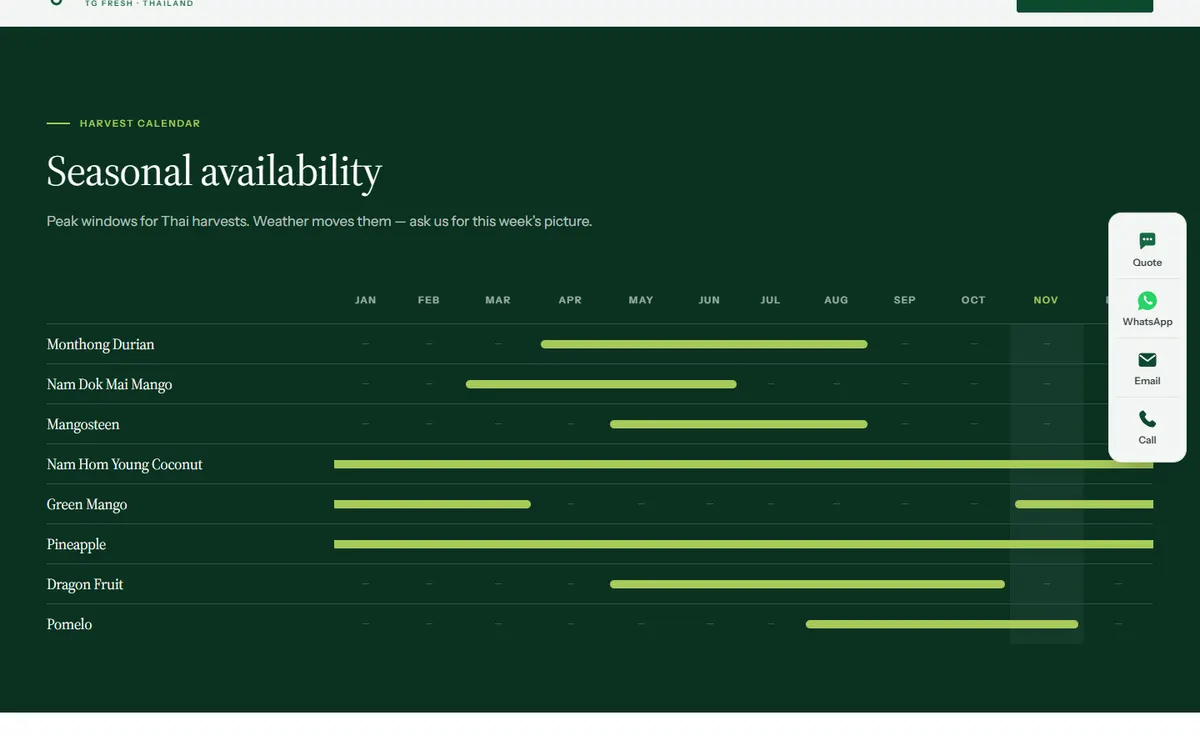 TG FRESH · THAILAND
HARVEST CALENDAR
Seasonal availability
Peak windows for Thai harvests. Weather moves them — ask us for this week's picture.
JAN FEB MAR APR MAY JUN JUL AUG SEP OCT NOV
Monthong Durian
Nam Dok Mai Mango
Mangosteen
Nam Hom Young Coconut
Green Mango
Pineapple
Dragon Fruit
Pomelo
Quote
WhatsApp
Email
Call